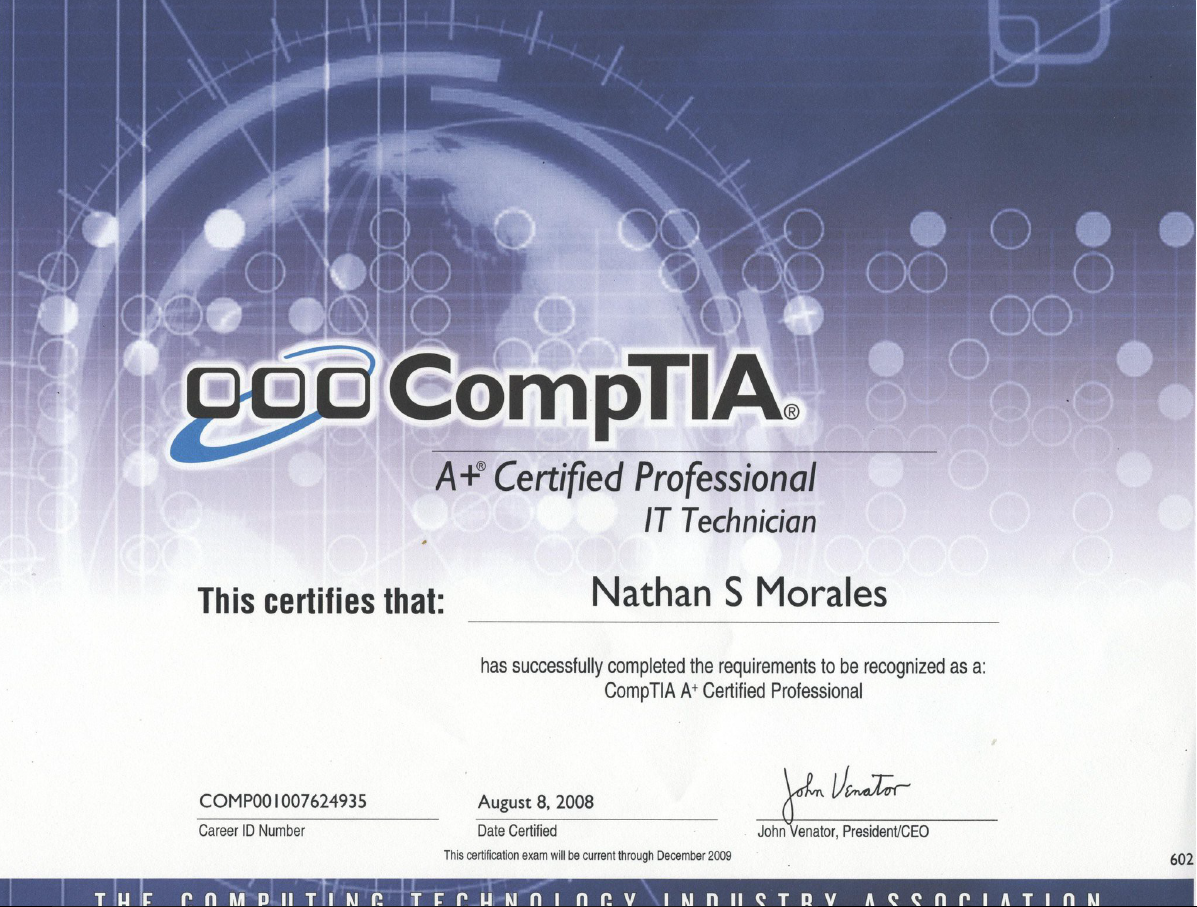 CompTIA®
A+® Certified Professional
IT Technician
This certifies that:
Nathan S Morales
has successfully completed the requirements to be recognized as a:
CompTIA A+ Certified Professional
COMP001007624935
Career ID Number
August 8, 2008
Date Certified
John Venator
John Venator, President/CEO
This certification exam will be current through December 2009
602
THE COMPUTING TECHNOLOGY INDUSTRY ASSOCIATION